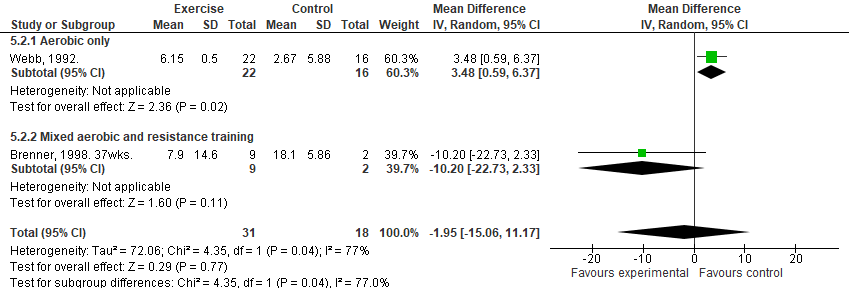 Exercise Control Mean Difference Mean Difference
Study or Subgroup Mean SD Total Mean SD Total Weight IV, Random, 95% CI IV, Random, 95% CI
5.2.1 Aerobic only
Webb, 1992. 6.15 0.5 22 2.67 5.88 16 60.3% 3.48 [0.59, 6.37]
Subtotal (95% CI) 22 16 60.3% 3.48 [0.59, 6.37]
Heterogeneity: Not applicable
Test for overall effect: Z = 2.36 (P = 0.02)
5.2.2 Mixed aerobic and resistance training
Brenner, 1998. 37wks. 7.9 14.6 9 18.1 5.86 2 39.7% -10.20 [-22.73, 2.33]
Subtotal (95% CI) 9 2 39.7% -10.20 [-22.73, 2.33]
Heterogeneity: Not applicable
Test for overall effect: Z = 1.60 (P = 0.11)
Total (95% CI) 31 18 100.0% -1.95 [-15.06, 11.17]
Heterogeneity: Tau² = 72.06; Chi² = 4.35, df = 1 (P = 0.04); I² = 77%
Test for overall effect: Z = 0.29 (P = 0.77)
Test for subgroup differences: Chi² = 4.35, df = 1 (P = 0.04), I² = 77.0%
-20 -10 0 10 20
Favours experimental Favours control